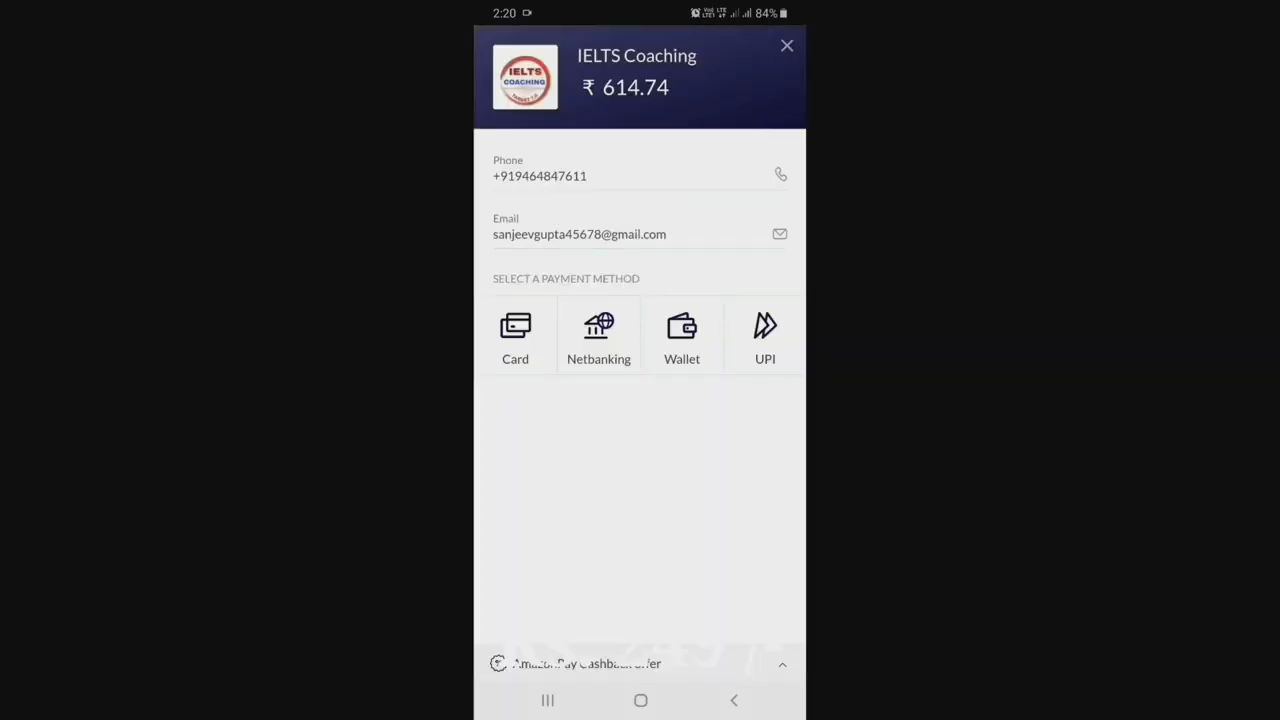 2:20
84%
IELTS
COACHING
IELTS Coaching
₹ 614.74
Phone
+919464847611
Email
sanjeevgupta45678@gmail.com
SELECT A PAYMENT METHOD
Card Netbanking Wallet UPI
Amazon Pay Cashback offer